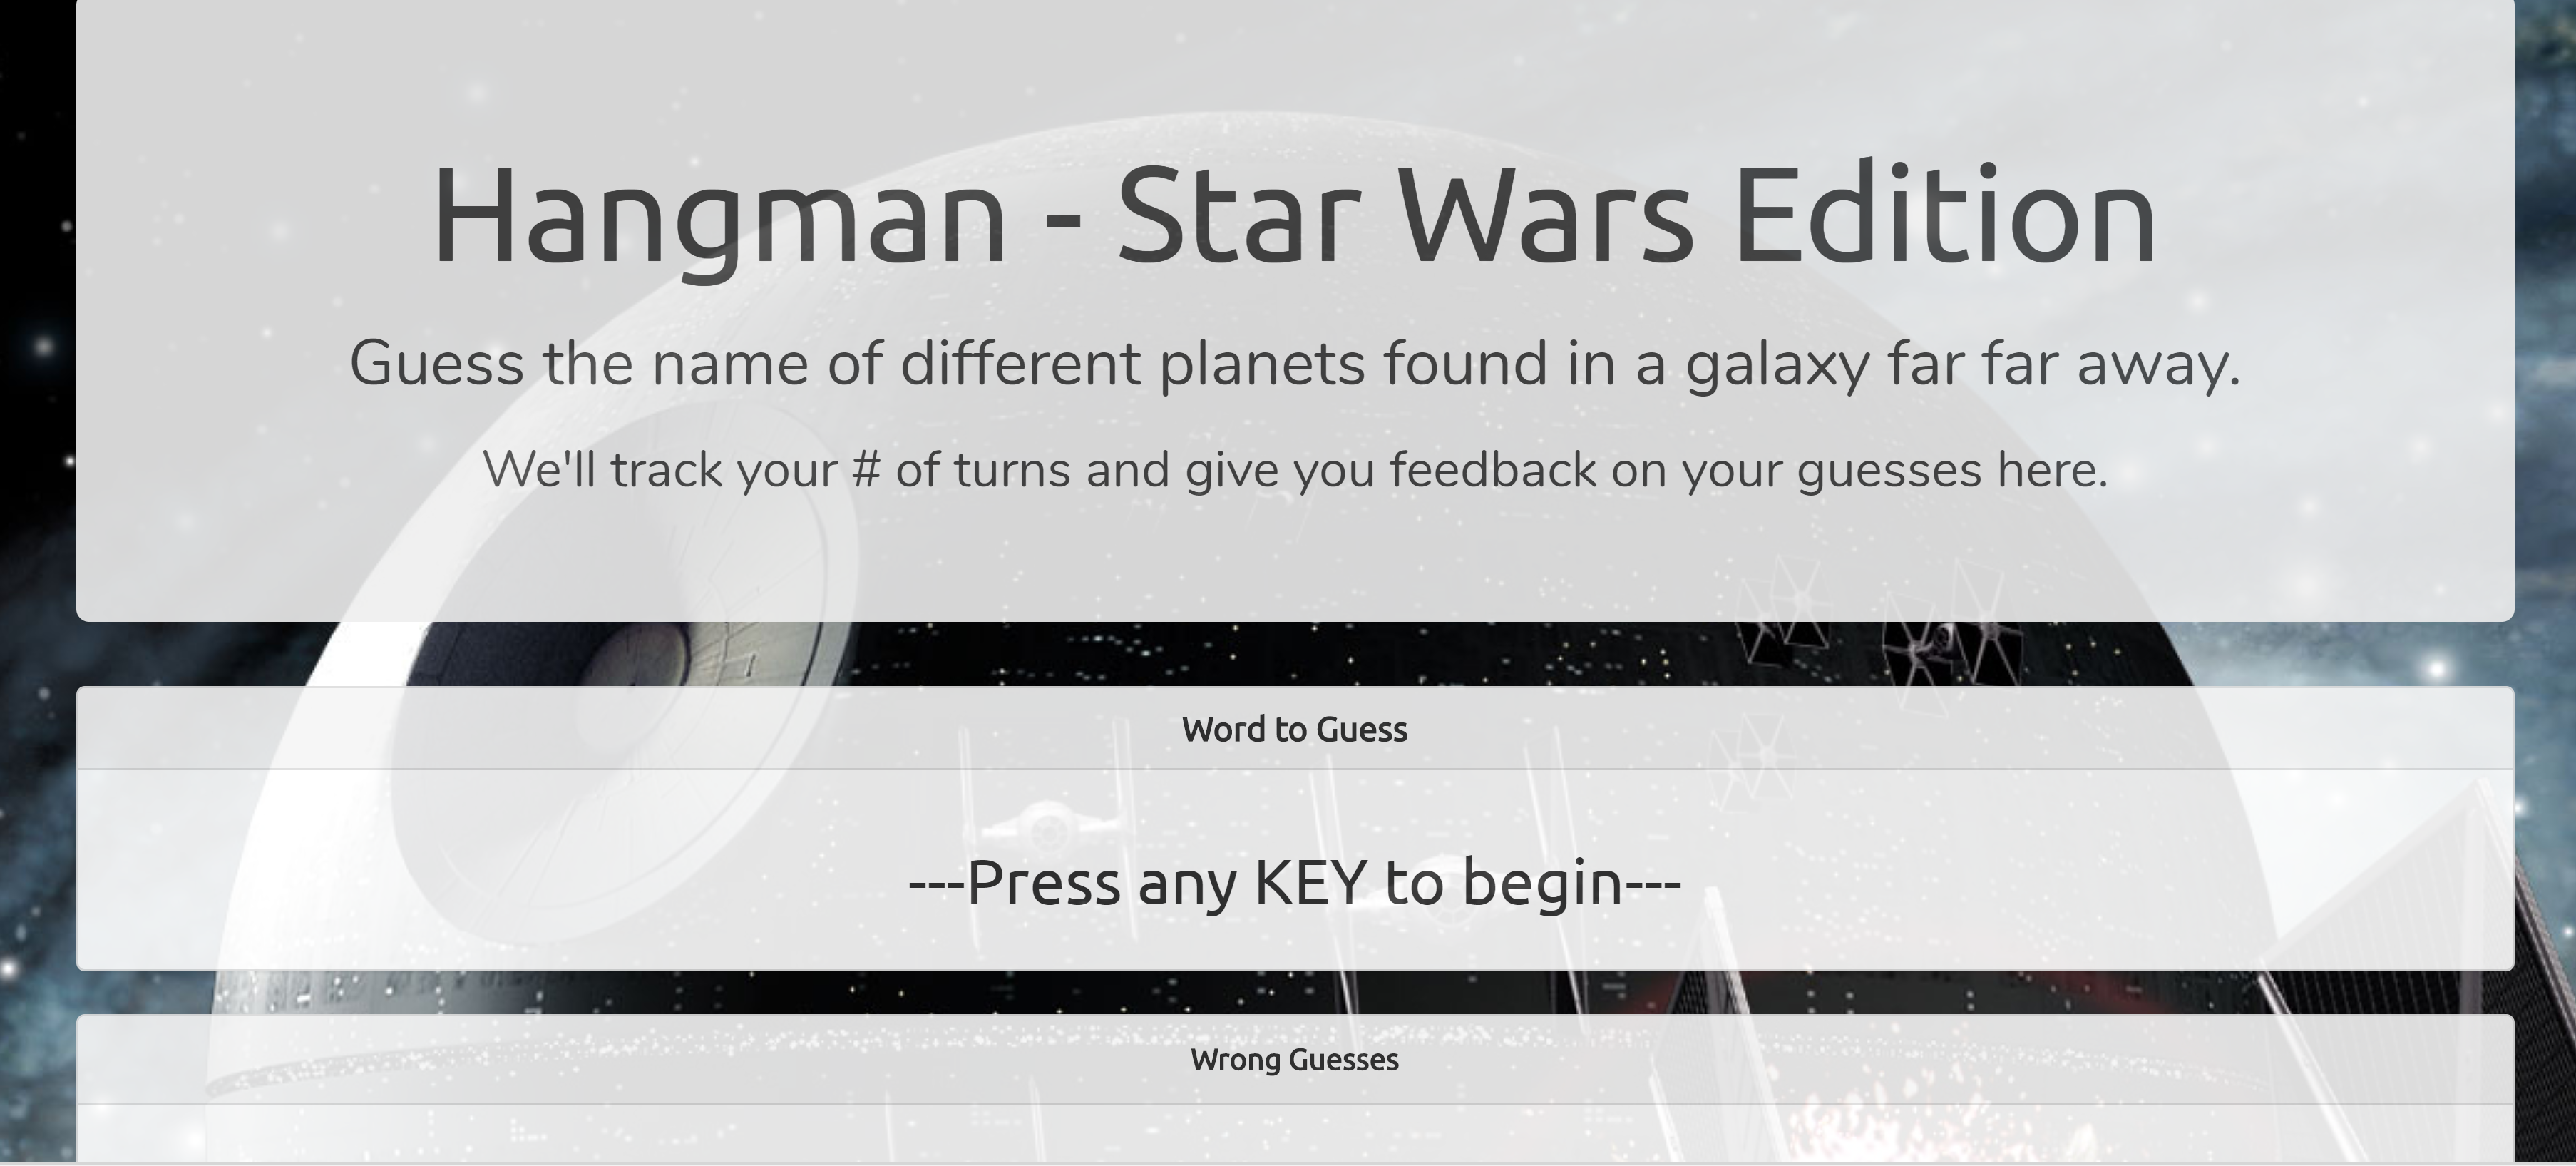 Hangman - Star Wars Edition
Guess the name of different planets found in a galaxy far far away.
We'll track your # of turns and give you feedback on your guesses here.
Word to Guess
---Press any KEY to begin---
Wrong Guesses